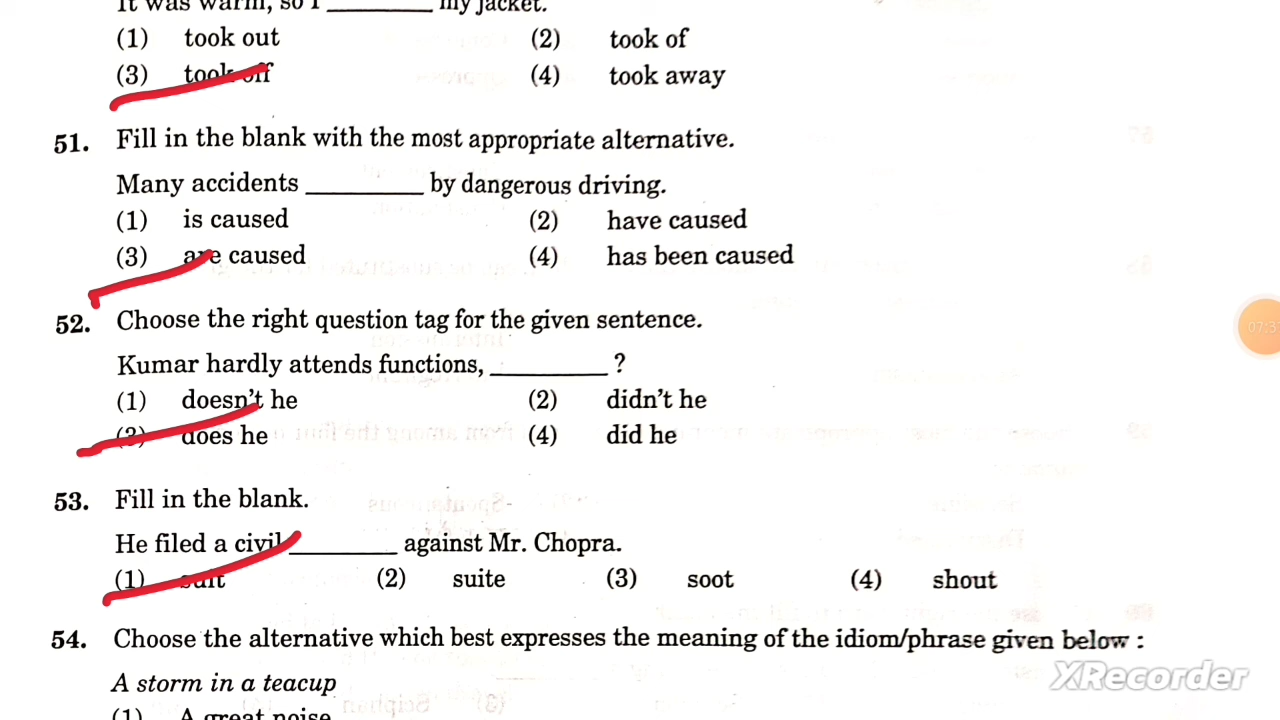 It was warm, so I ________ my jacket.
(1) took out (2) took of
(3) took off (4) took away
51. Fill in the blank with the most appropriate alternative.
Many accidents ________ by dangerous driving.
(1) is caused (2) have caused
(3) are caused (4) has been caused
52. Choose the right question tag for the given sentence.
Kumar hardly attends functions, ________ ?
(1) doesn't he (2) didn't he
(3) does he (4) did he
53. Fill in the blank.
He filed a civil ________ against Mr. Chopra.
(1) suit (2) suite (3) soot (4) shout
54. Choose the alternative which best expresses the meaning of the idiom/phrase given below :
A storm in a teacup
(1) A great noise
XRecorder